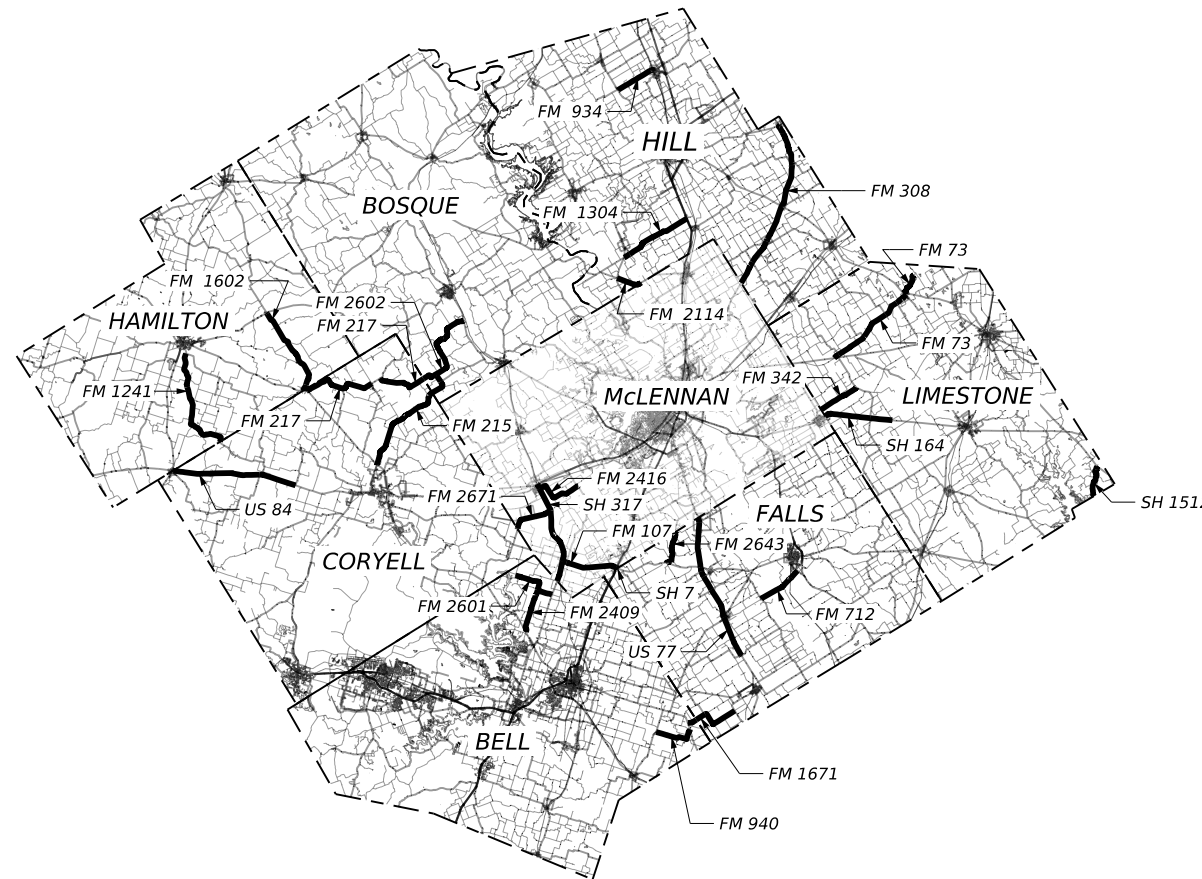 FM 934
HILL
FM 308
BOSQUE
FM 1304
FM 73
FM 1602
FM 2602
HAMILTON
FM 217
FM 2114
FM 73
FM 342
FM 1241
McLENNAN
LIMESTONE
FM 217
FM 215
SH 164
FM 2416
FM 2671
SH 317
US 84
FALLS
FM 107
FM 2643
CORYELL
SH 7
FM 2601
FM 2409
FM 712
US 77
BELL
FM 1671
FM 940